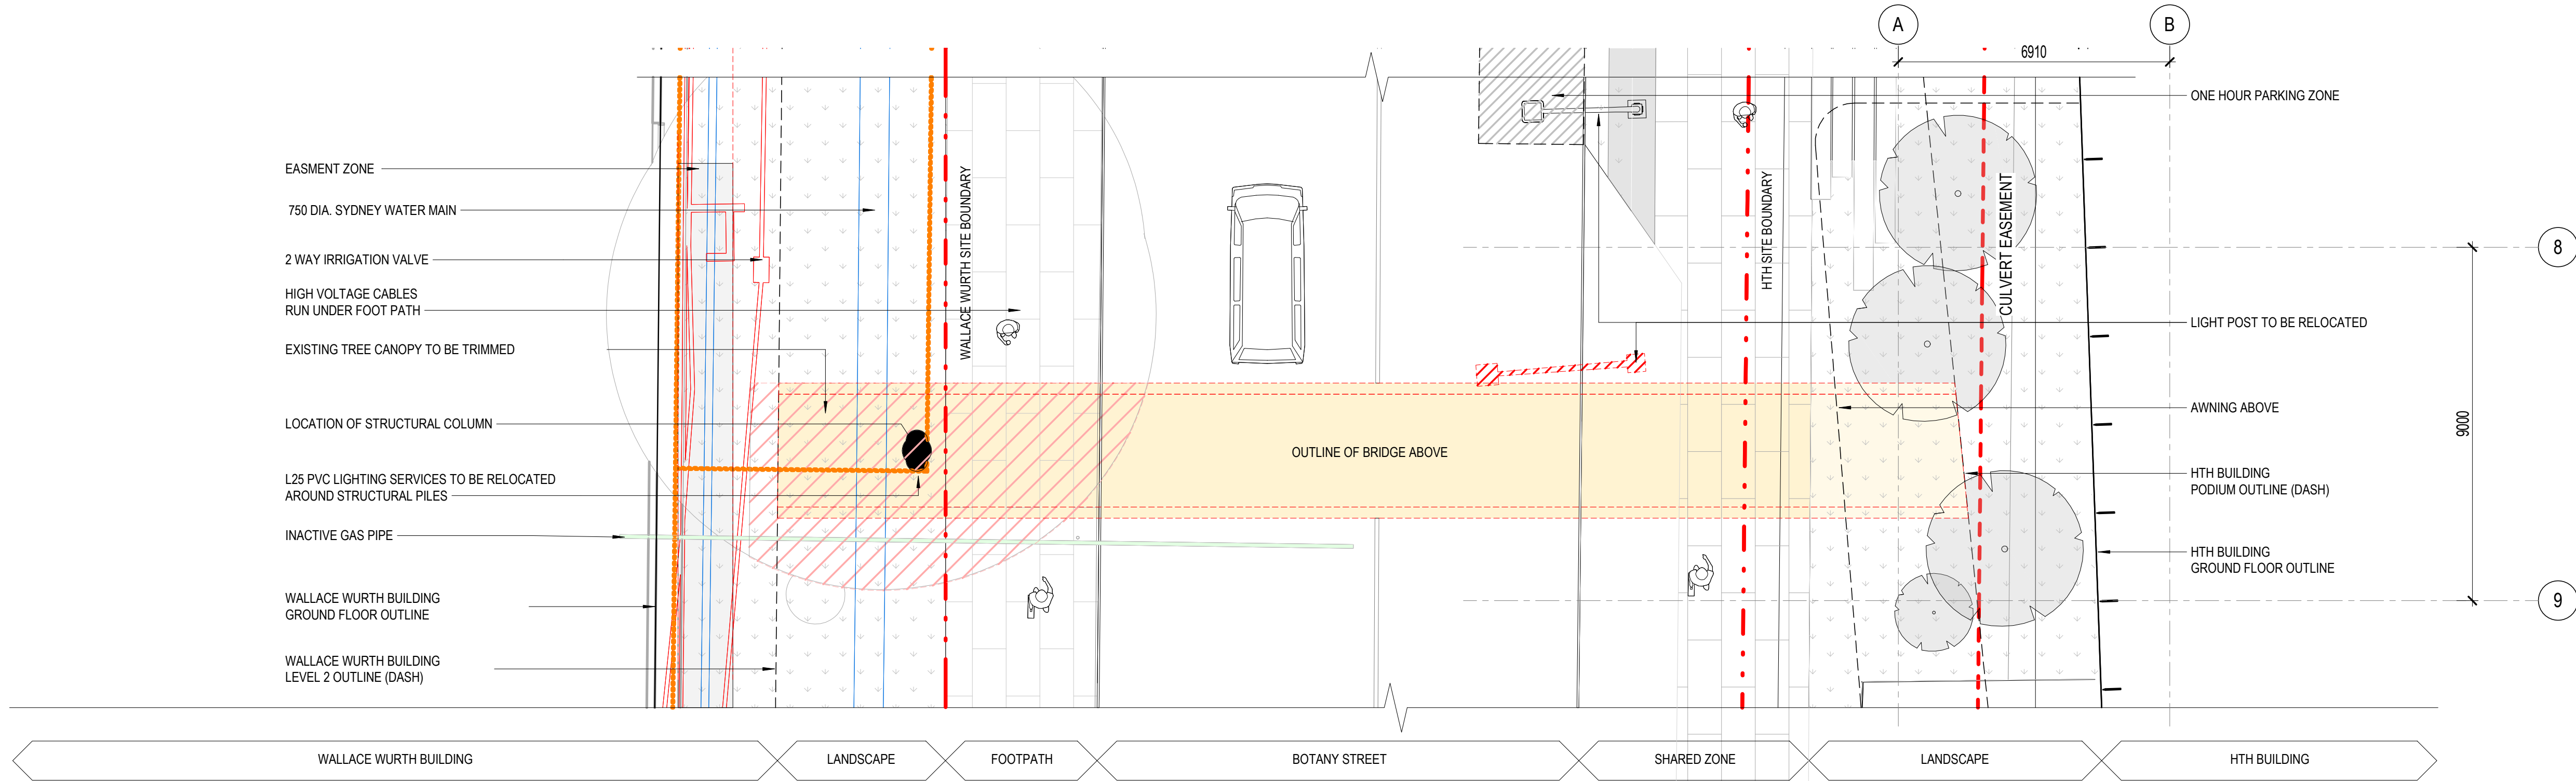 A
B
6910
ONE HOUR PARKING ZONE
EASMENT ZONE
750 DIA. SYDNEY WATER MAIN
2 WAY IRRIGATION VALVE
HIGH VOLTAGE CABLES
RUN UNDER FOOT PATH
EXISTING TREE CANOPY TO BE TRIMMED
LOCATION OF STRUCTURAL COLUMN
L25 PVC LIGHTING SERVICES TO BE RELOCATED
AROUND STRUCTURAL PILES
INACTIVE GAS PIPE
WALLACE WURTH BUILDING
GROUND FLOOR OUTLINE
WALLACE WURTH BUILDING
LEVEL 2 OUTLINE (DASH)
WALLACE WURTH SITE BOUNDARY
OUTLINE OF BRIDGE ABOVE
HTH SITE BOUNDARY
CULVERT EASEMENT
8
LIGHT POST TO BE RELOCATED
AWNING ABOVE
9000
HTH BUILDING
PODIUM OUTLINE (DASH)
HTH BUILDING
GROUND FLOOR OUTLINE
9
WALLACE WURTH BUILDING
LANDSCAPE
FOOTPATH
BOTANY STREET
SHARED ZONE
LANDSCAPE
HTH BUILDING